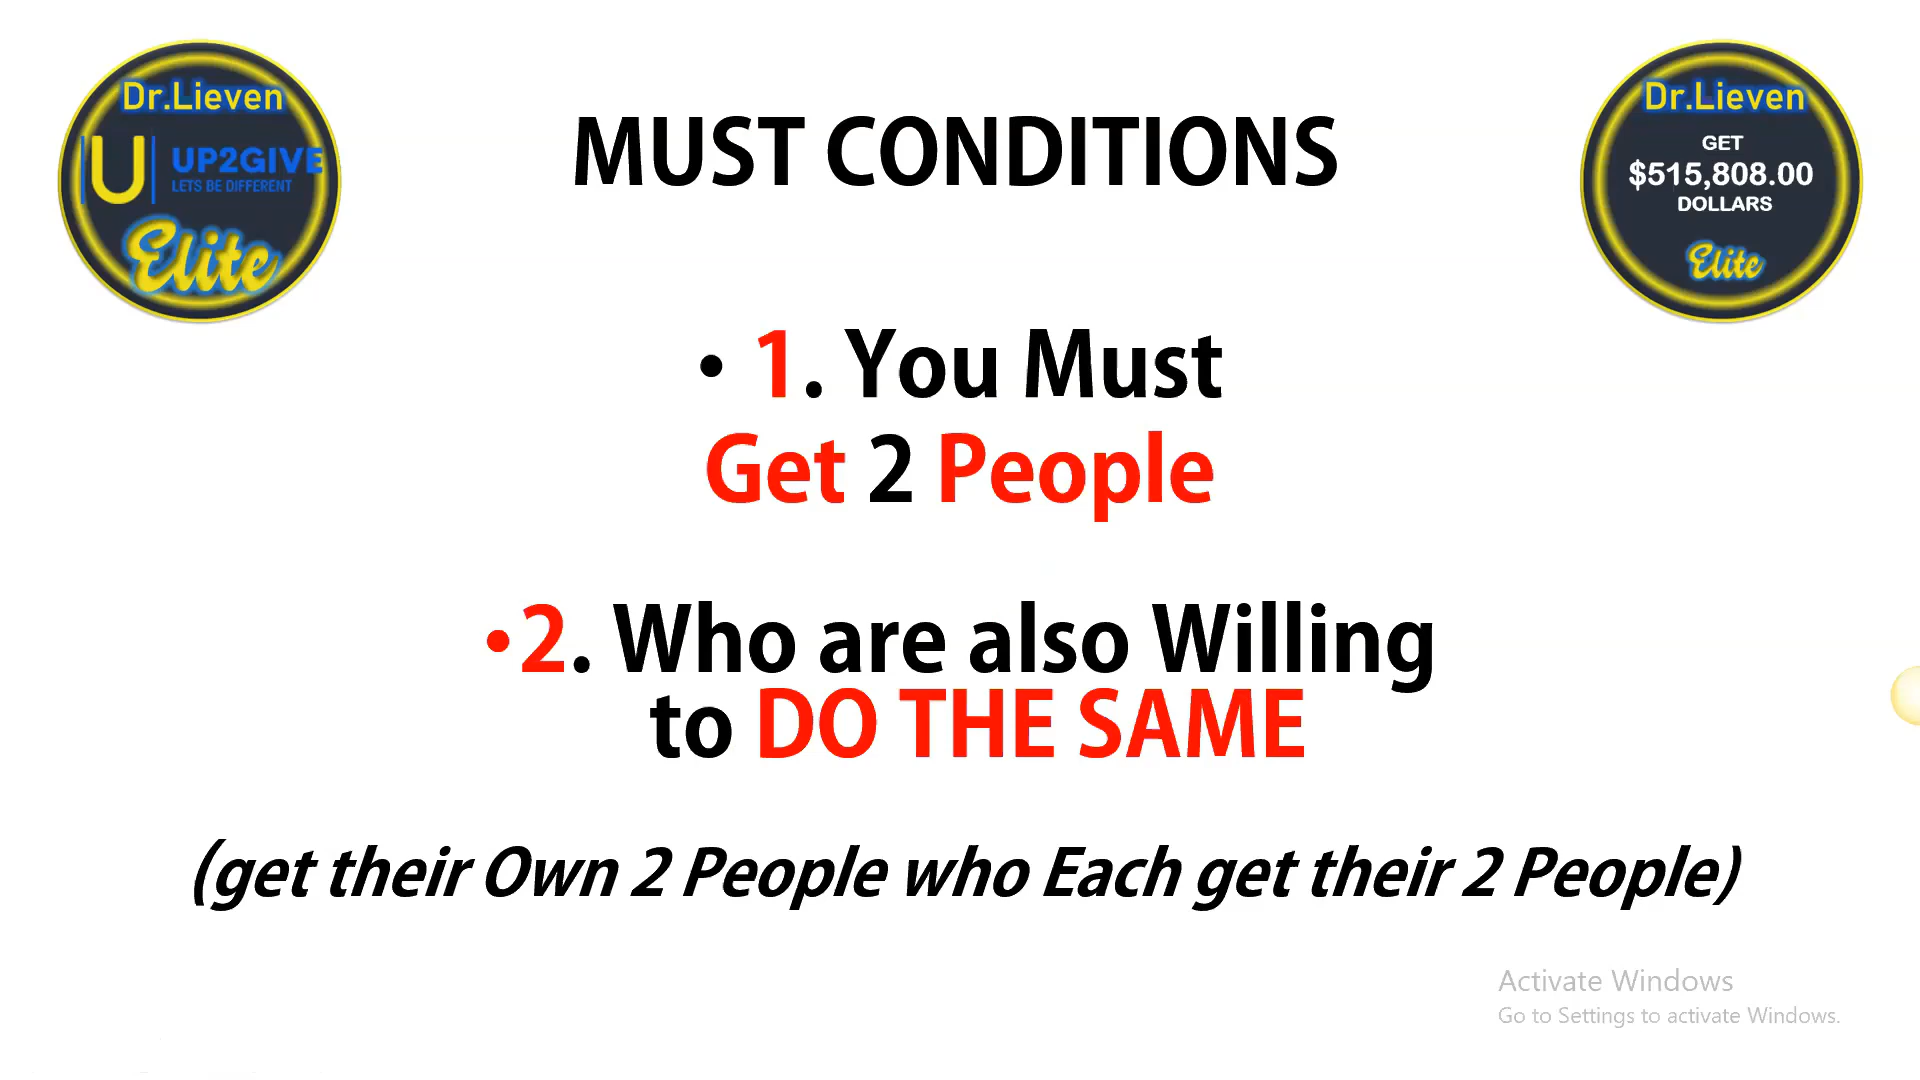 Dr.Lieven
U UP2GIVE
LETS BE DIFFERENT
Elite
MUST CONDITIONS
Dr.Lieven
GET
$515,808.00
DOLLARS
Elite
• 1. You Must
Get 2 People
•2. Who are also Willing
to DO THE SAME
(get their Own 2 People who Each get their 2 People)
Activate Windows
Go to Settings to activate Windows.